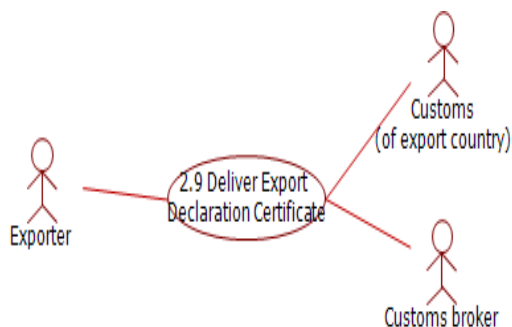 Customs
(of export country)
2.9 Deliver Export
Declaration Certificate
Exporter
Customs broker